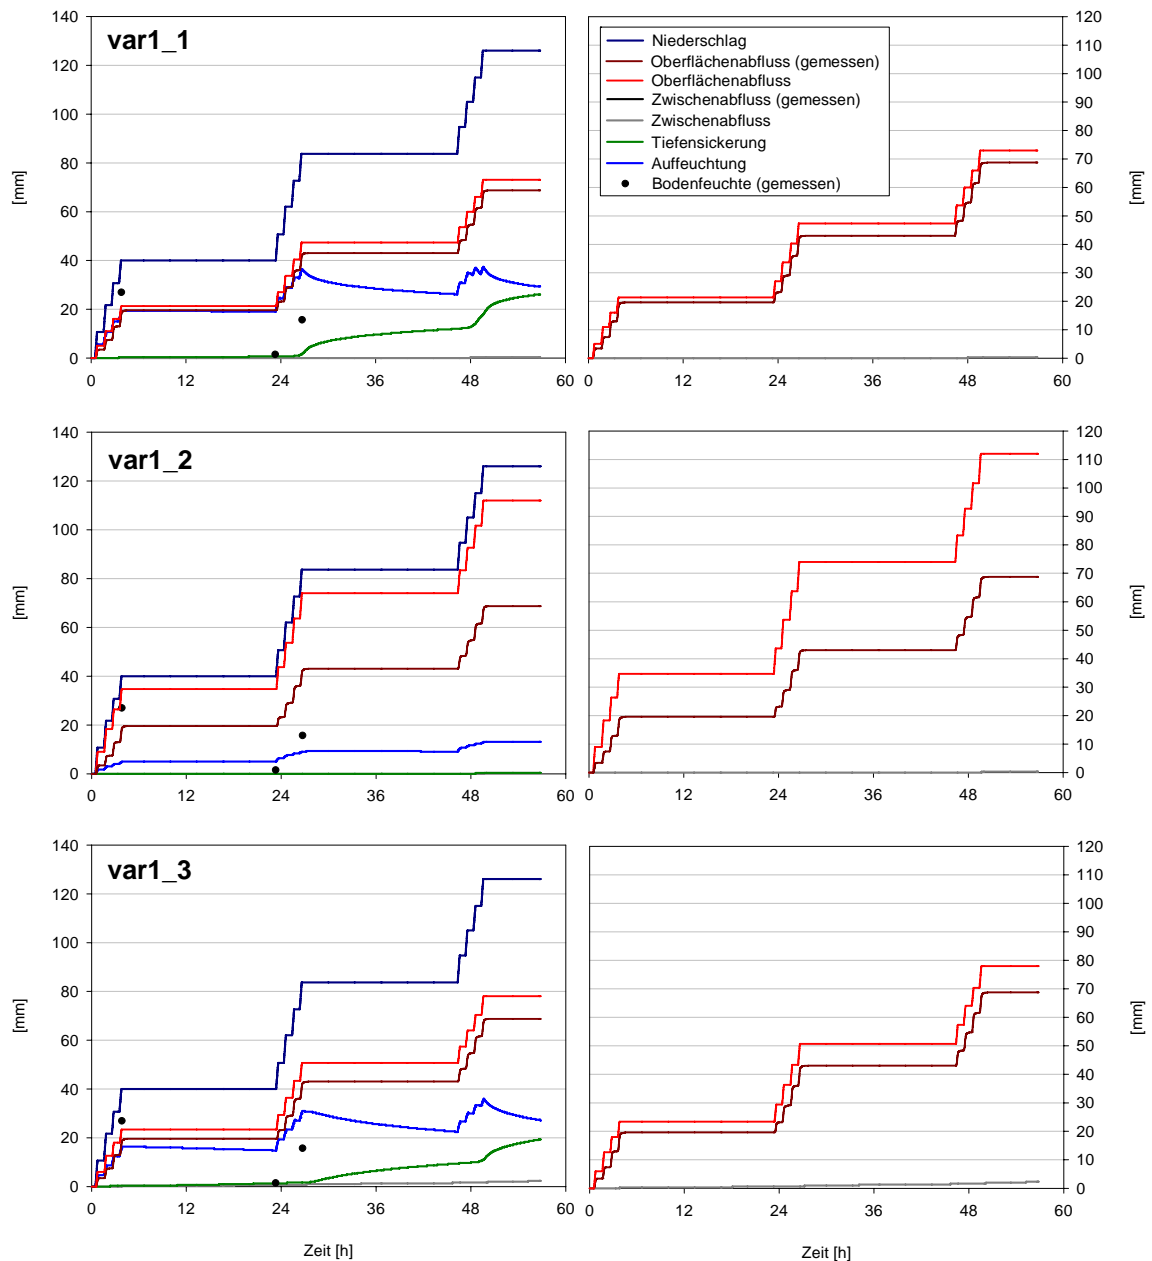 var1_1
140
120
100
80
60
40
20
0
[mm]
0 12 24 36 48 60
Niederschlag
Oberflächenabfluss (gemessen)
Oberflächenabfluss
Zwischenabfluss (gemessen)
Zwischenabfluss
Tiefensickerung
Auffeuchtung
Bodenfeuchte (gemessen)
120
110
100
90
80
70
60
50
40
30
20
10
0
[mm]
0 12 24 36 48 60
var1_2
140
120
100
80
60
40
20
0
[mm]
0 12 24 36 48 60
120
110
100
90
80
70
60
50
40
30
20
10
0
[mm]
0 12 24 36 48 60
var1_3
140
120
100
80
60
40
20
0
[mm]
0 12 24 36 48 60
Zeit [h]
120
110
100
90
80
70
60
50
40
30
20
10
0
[mm]
0 12 24 36 48 60
Zeit [h]